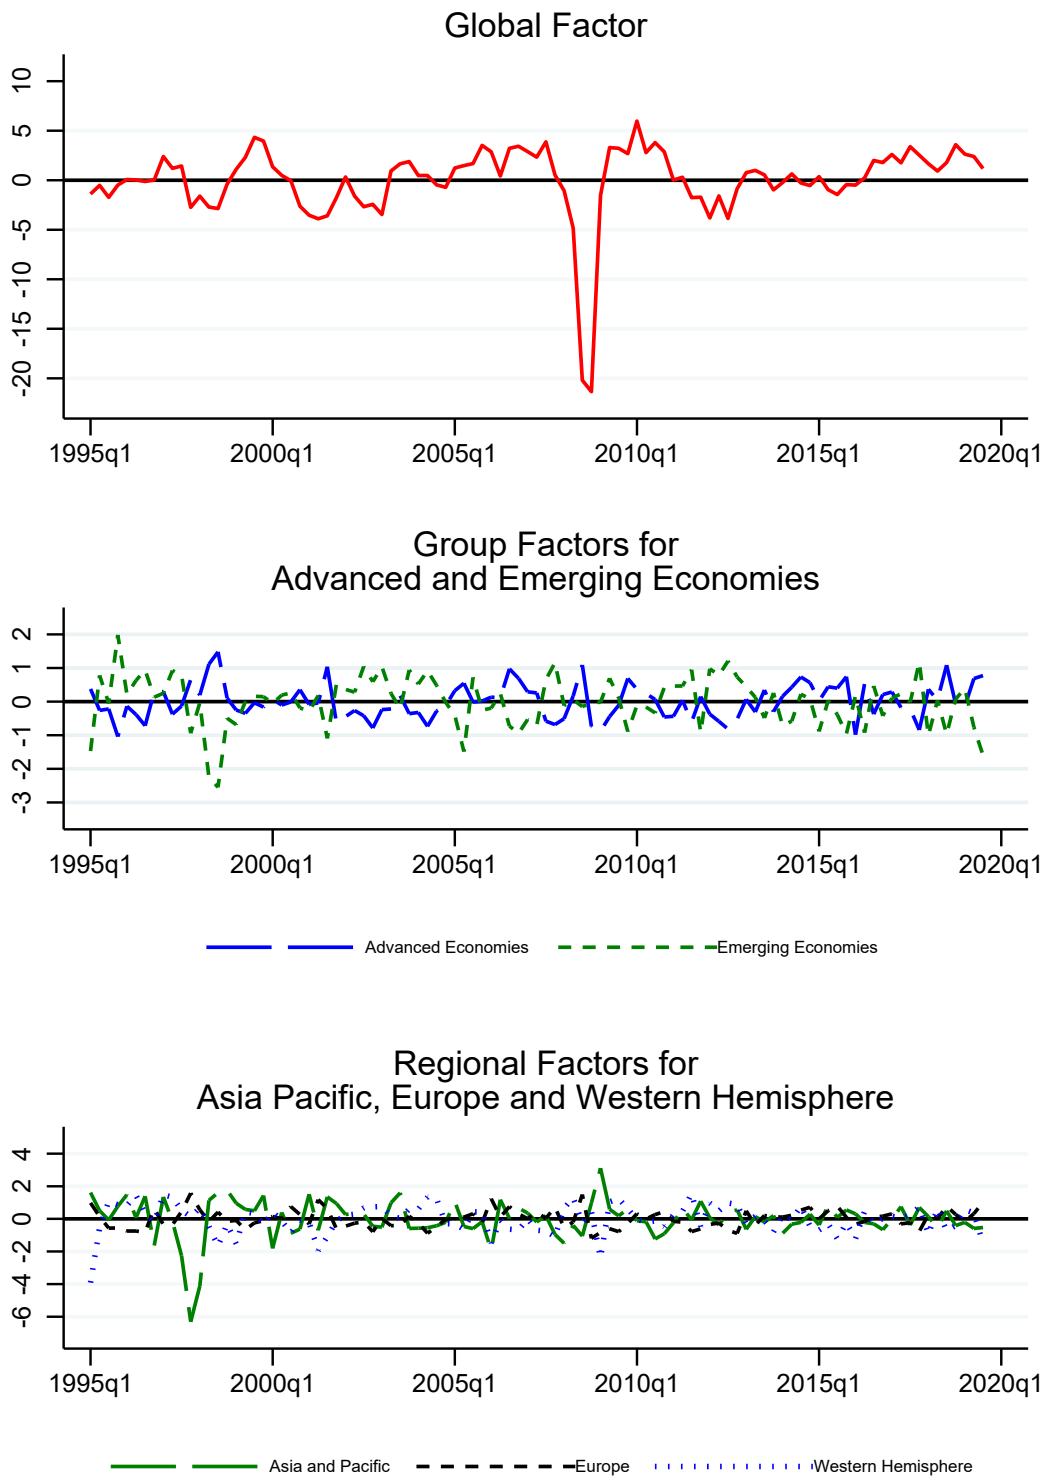 Global Factor
10
5
0
-5
-10
-15
-20
1995q1 2000q1 2005q1 2010q1 2015q1 2020q1
Group Factors for
Advanced and Emerging Economies
2
1
0
-1
-2
-3
1995q1 2000q1 2005q1 2010q1 2015q1 2020q1
Advanced Economies Emerging Economies
Regional Factors for
Asia Pacific, Europe and Western Hemisphere
4
2
0
-2
-4
-6
1995q1 2000q1 2005q1 2010q1 2015q1 2020q1
Asia and Pacific Europe Western Hemisphere